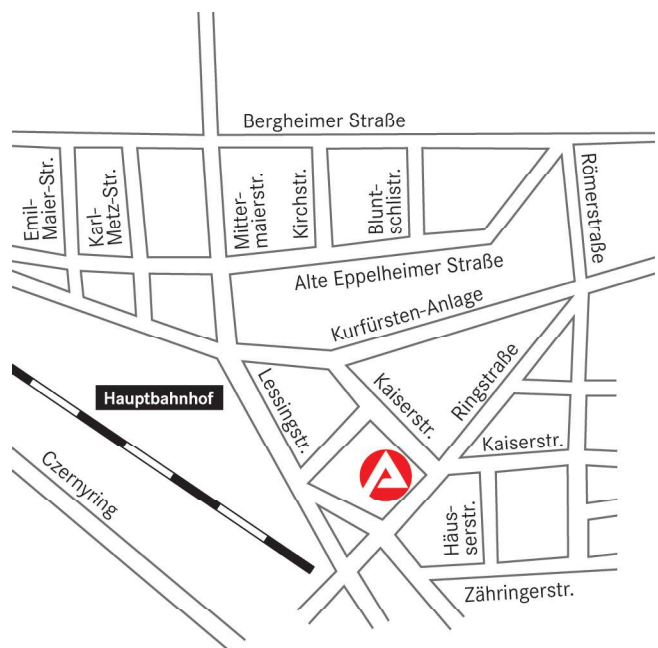 Bergheimer Straße
Emil-
Maier-Str.
Karl-
Metz-Str.
Mitter-
maierstr.
Kirchstr.
Blunt-
schlistr.
Römerstraße
Alte Eppelheimer Straße
Kurfürsten-Anlage
Hauptbahnhof
Lessingstr.
Kaiserstr.
Ringstraße
Kaiserstr.
Czernyring
Häus-
serstr.
Zähringerstr.